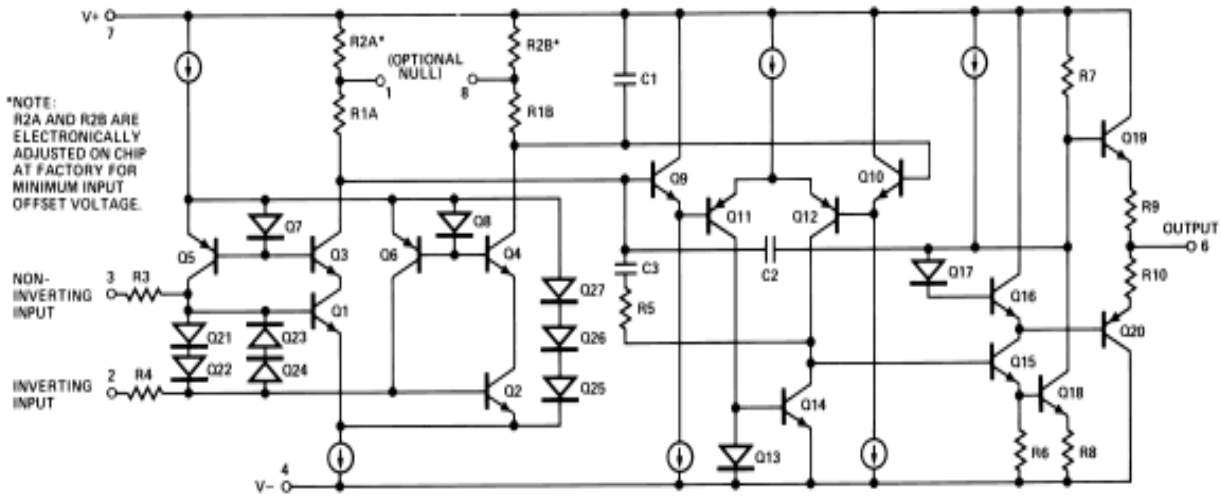 V+
7
R2A*
(OPTIONAL
NULL)
1
8
R2B*
C1
R7
R1A
R1B
*NOTE:
R2A AND R2B ARE
ELECTRONICALLY
ADJUSTED ON CHIP
AT FACTORY FOR
MINIMUM INPUT
OFFSET VOLTAGE.
Q19
Q9
Q10
Q7
Q8
Q11
Q12
R9
OUTPUT
6
Q5
Q3
Q6
Q4
C3
C2
Q17
R10
NON-
INVERTING
INPUT
3
R3
Q1
Q27
R5
Q16
Q20
Q21
Q23
Q26
Q22
Q24
Q15
INVERTING
INPUT
2
R4
Q2
Q25
Q14
Q18
Q13
R6
R8
V−
4